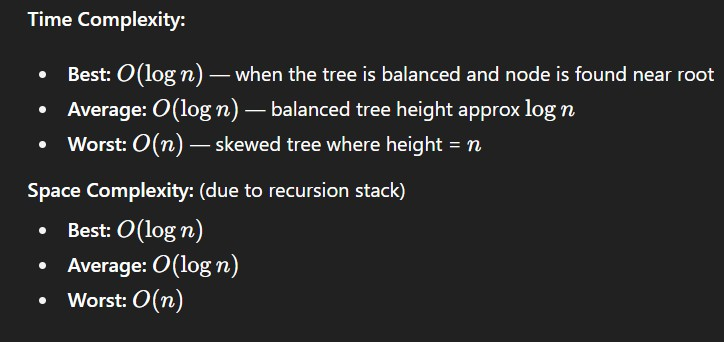 Time Complexity:
• Best: O(log n) — when the tree is balanced and node is found near root
• Average: O(log n) — balanced tree height approx log n
• Worst: O(n) — skewed tree where height = n
Space Complexity: (due to recursion stack)
• Best: O(log n)
• Average: O(log n)
• Worst: O(n)